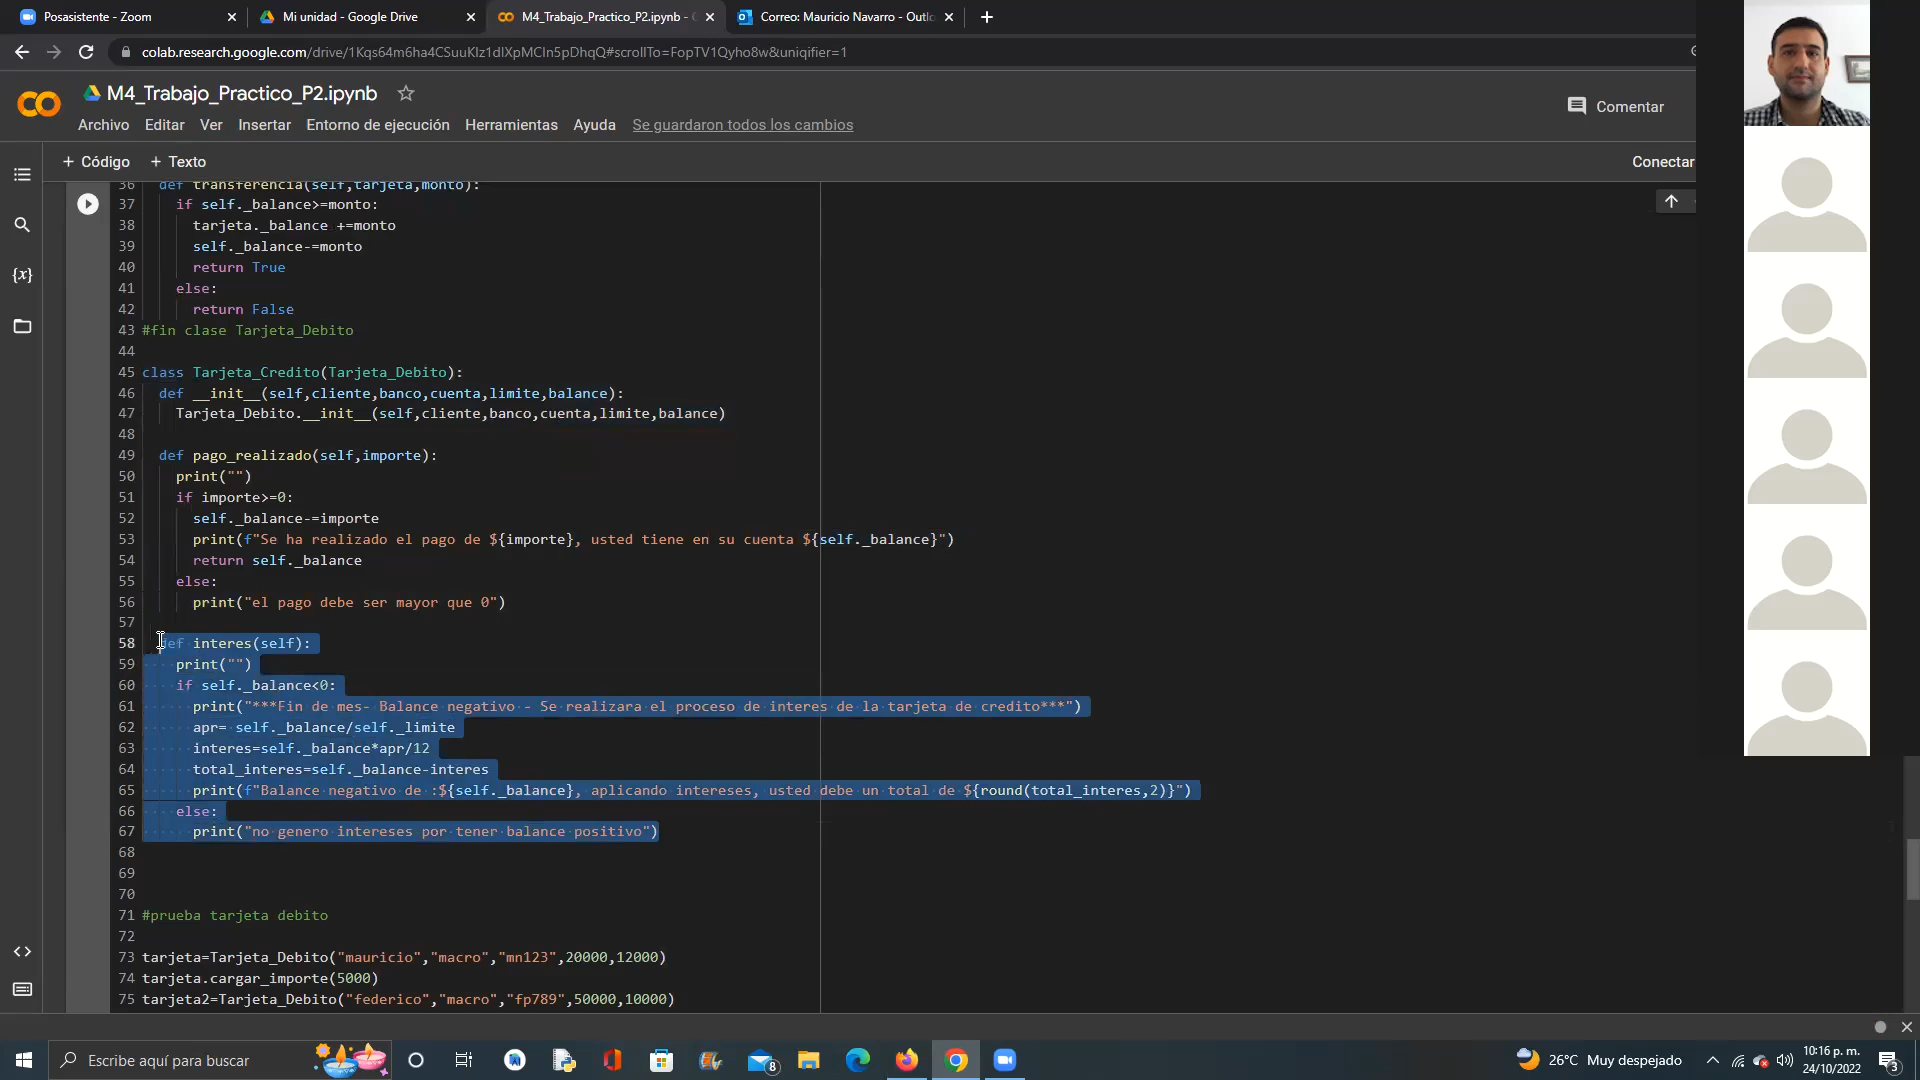 Posasistente - Zoom
Mi unidad - Google Drive
M4_Trabajo_Practico_P2.ipynb -
Correo: Mauricio Navarro - Outlo
colab.research.google.com/drive/1Kqs64m6ha4CSuuKIz1dlXpMCIn5pDhqQ#scrollTo=FopTV1Qyho8w&uniqifier=1
M4_Trabajo_Practico_P2.ipynb
Comentar
Archivo Editar Ver Insertar Entorno de ejecución Herramientas Ayuda Se guardaron todos los cambios
+ Código + Texto
Conectar
36 def transferencia(self,tarjeta,monto):
37 if self._balance>=monto:
38 tarjeta._balance +=monto
39 self._balance-=monto
40 return True
41 else:
42 return False
43 #fin clase Tarjeta_Debito
44
45 class Tarjeta_Credito(Tarjeta_Debito):
46 def __init__(self,cliente,banco,cuenta,limite,balance):
47 Tarjeta_Debito.__init__(self,cliente,banco,cuenta,limite,balance)
48
49 def pago_realizado(self,importe):
50 print("")
51 if importe>=0:
52 self._balance-=importe
53 print(f"Se ha realizado el pago de ${importe}, usted tiene en su cuenta ${self._balance}")
54 return self._balance
55 else:
56 print("el pago debe ser mayor que 0")
57
58 def interes(self):
59 print("")
60 if self._balance<0:
61 print("***Fin de mes- Balance negativo - Se realizara el proceso de interes de la tarjeta de credito***")
62 apr= self._balance/self._limite
63 interes=self._balance*apr/12
64 total_interes=self._balance-interes
65 print(f"Balance negativo de :${self._balance}, aplicando intereses, usted debe un total de ${round(total_interes,2)}")
66 else:
67 print("no genero intereses por tener balance positivo")
68
69
70
71 #prueba tarjeta debito
72
73 tarjeta=Tarjeta_Debito("mauricio","macro","mn123",20000,12000)
74 tarjeta.cargar_importe(5000)
75 tarjeta2=Tarjeta_Debito("federico","macro","fp789",50000,10000)
Escribe aquí para buscar
8
26°C Muy despejado
10:16 p. m.
24/10/2022
3